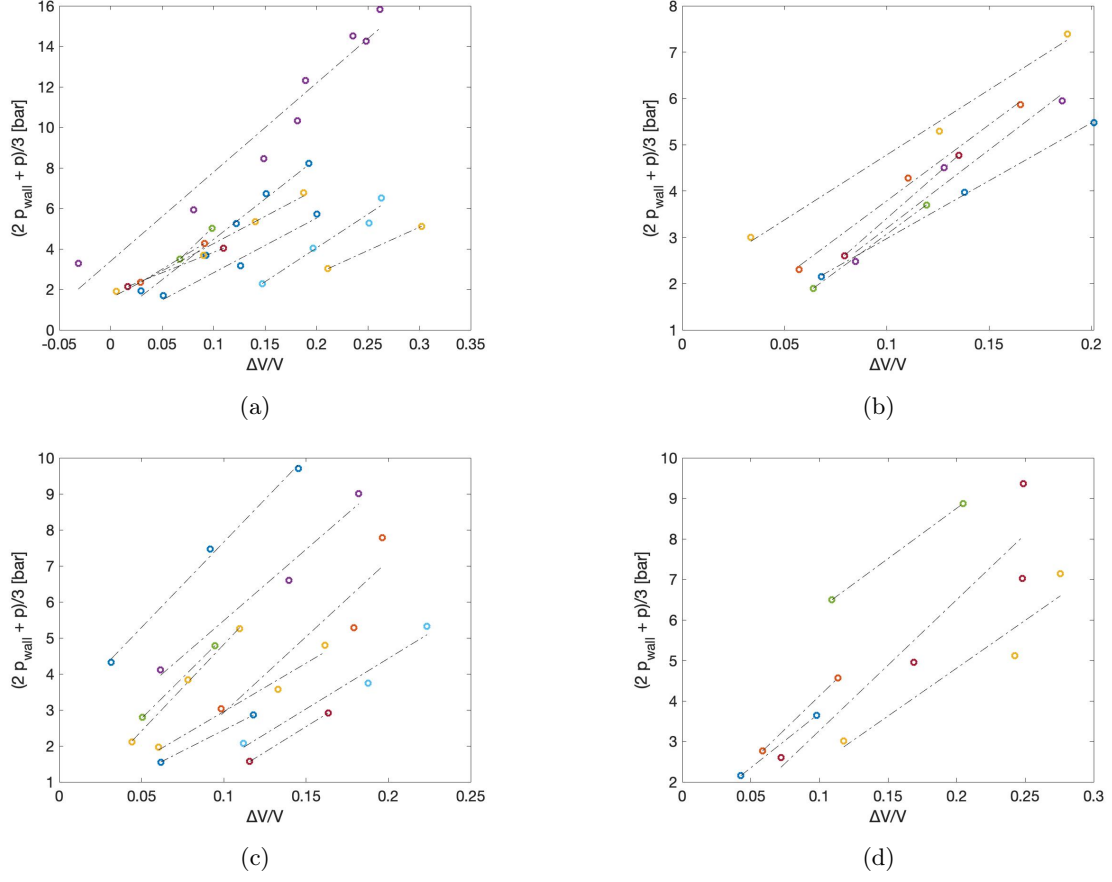 16
14
12
10
8
6
4
2
0
(2 p_wall + p)/3 [bar]
-0.05 0 0.05 0.1 0.15 0.2 0.25 0.3 0.35
ΔV/V
(a)
8
7
6
5
4
3
2
1
(2 p_wall + p)/3 [bar]
0 0.05 0.1 0.15 0.2
ΔV/V
(b)
10
9
8
7
6
5
4
3
2
1
(2 p_wall + p)/3 [bar]
0 0.05 0.1 0.15 0.2 0.25
ΔV/V
(c)
10
9
8
7
6
5
4
3
2
(2 p_wall + p)/3 [bar]
0 0.05 0.1 0.15 0.2 0.25 0.3
ΔV/V
(d)